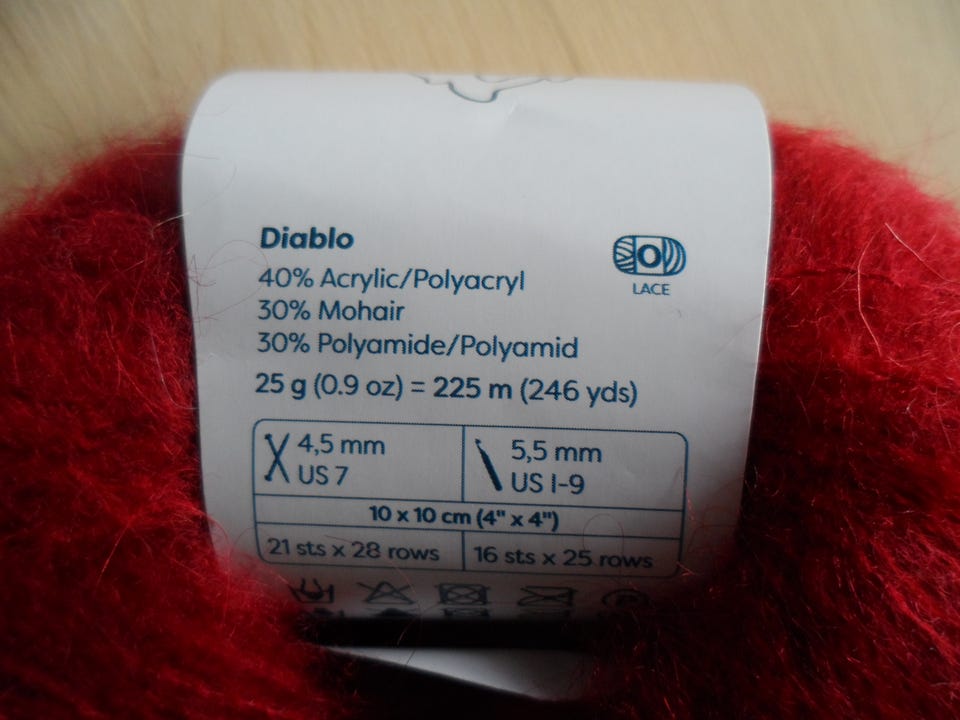 Diablo
40% Acrylic/Polyacryl
30% Mohair
30% Polyamide/Polyamid
25 g (0.9 oz) = 225 m (246 yds)
0
LACE
4,5 mm
US 7
5,5 mm
US I-9
10 x 10 cm (4" x 4")
21 sts x 28 rows
16 sts x 25 rows
P